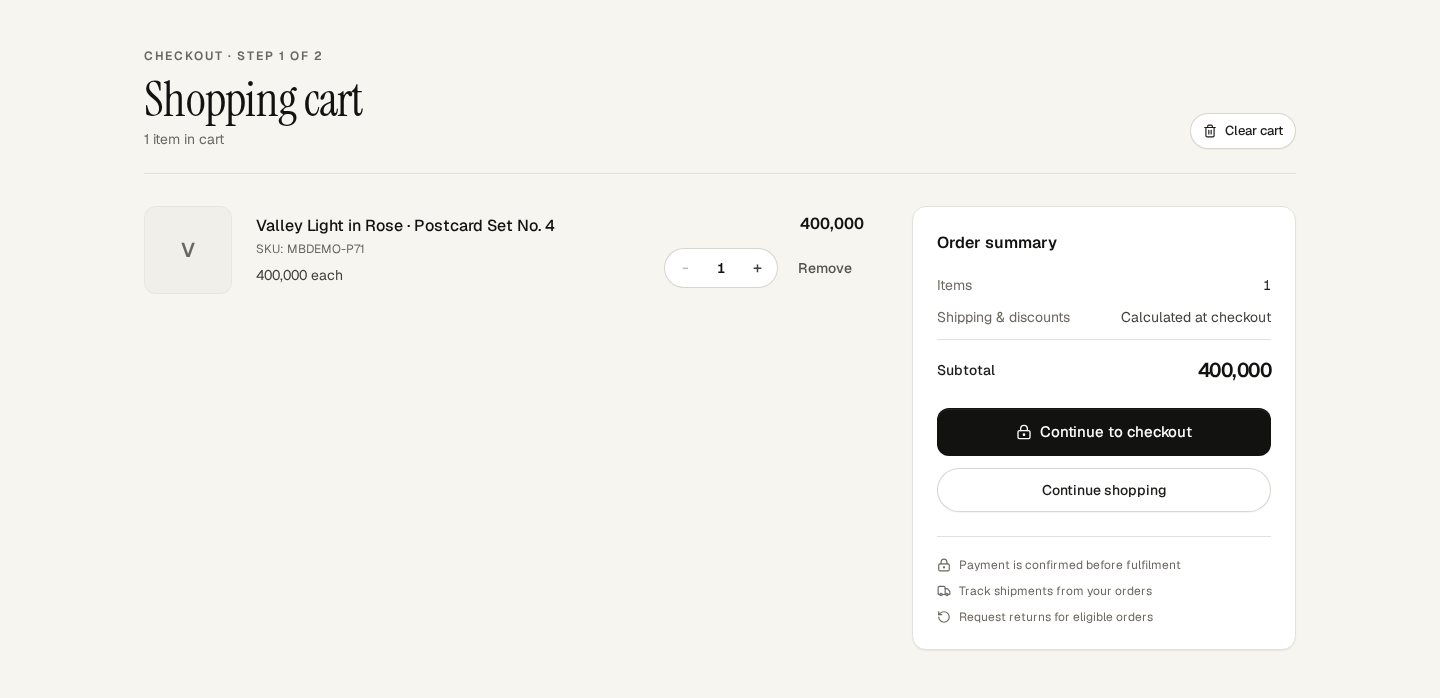 CHECKOUT · STEP 1 OF 2
Shopping cart
1 item in cart
Clear cart
V
Valley Light in Rose · Postcard Set No. 4
SKU: MBDEMO-P71
400,000 each
400,000
− 1 + Remove
Order summary
Items 1
Shipping & discounts Calculated at checkout
Subtotal 400,000
Continue to checkout
Continue shopping
Payment is confirmed before fulfilment
Track shipments from your orders
Request returns for eligible orders